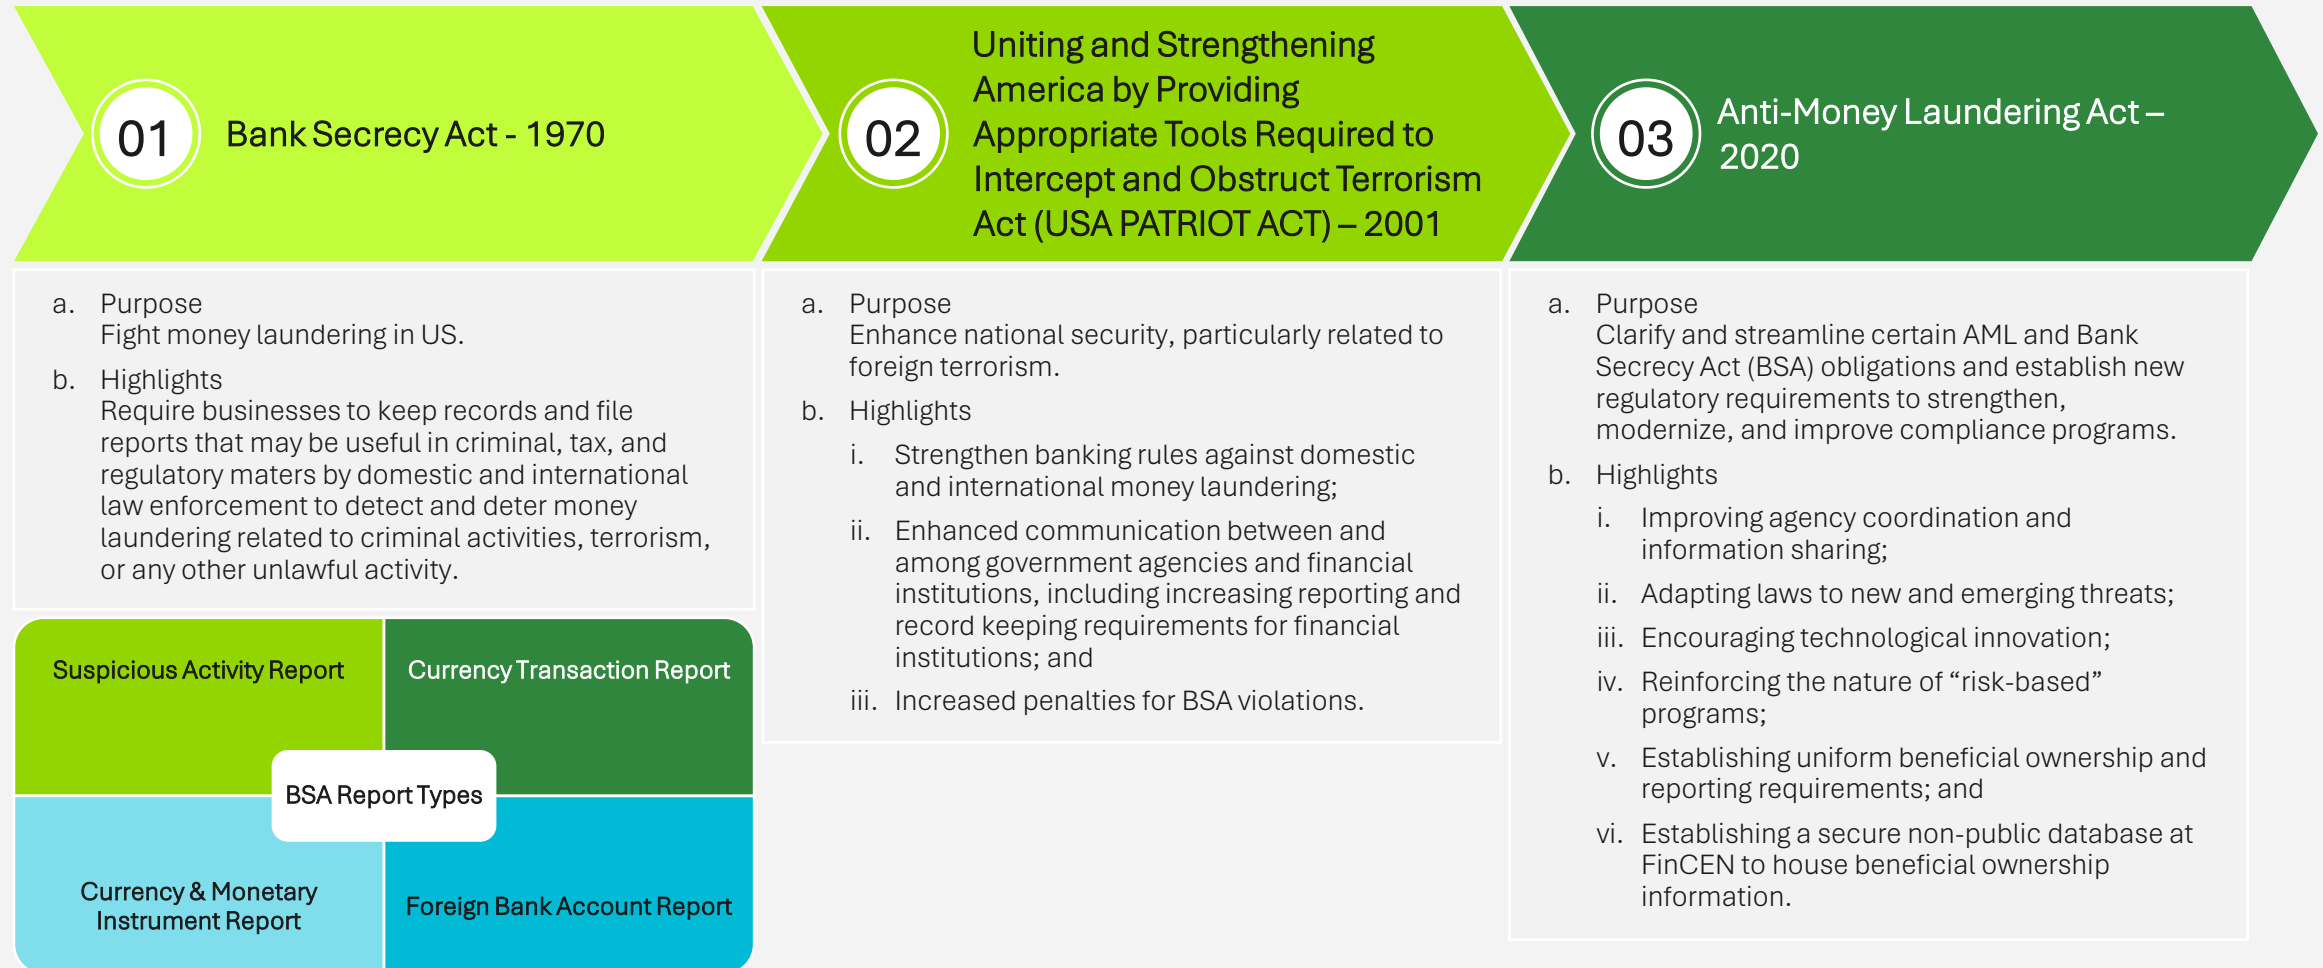 01
Bank Secrecy Act - 1970
a. Purpose
Fight money laundering in US.
b. Highlights
Require businesses to keep records and file
reports that may be useful in criminal, tax, and
regulatory maters by domestic and international
law enforcement to detect and deter money
laundering related to criminal activities, terrorism,
or any other unlawful activity.
Suspicious Activity Report
Currency Transaction Report
BSA Report Types
Currency & Monetary
Instrument Report
Foreign Bank Account Report
02
Uniting and Strengthening
America by Providing
Appropriate Tools Required to
Intercept and Obstruct Terrorism
Act (USA PATRIOT ACT) – 2001
a. Purpose
Enhance national security, particularly related to
foreign terrorism.
b. Highlights
i. Strengthen banking rules against domestic
and international money laundering;
ii. Enhanced communication between and
among government agencies and financial
institutions, including increasing reporting and
record keeping requirements for financial
institutions; and
iii. Increased penalties for BSA violations.
03
Anti-Money Laundering Act –
2020
a. Purpose
Clarify and streamline certain AML and Bank
Secrecy Act (BSA) obligations and establish new
regulatory requirements to strengthen,
modernize, and improve compliance programs.
b. Highlights
i. Improving agency coordination and
information sharing;
ii. Adapting laws to new and emerging threats;
iii. Encouraging technological innovation;
iv. Reinforcing the nature of “risk-based”
programs;
v. Establishing uniform beneficial ownership and
reporting requirements; and
vi. Establishing a secure non-public database at
FinCEN to house beneficial ownership
information.